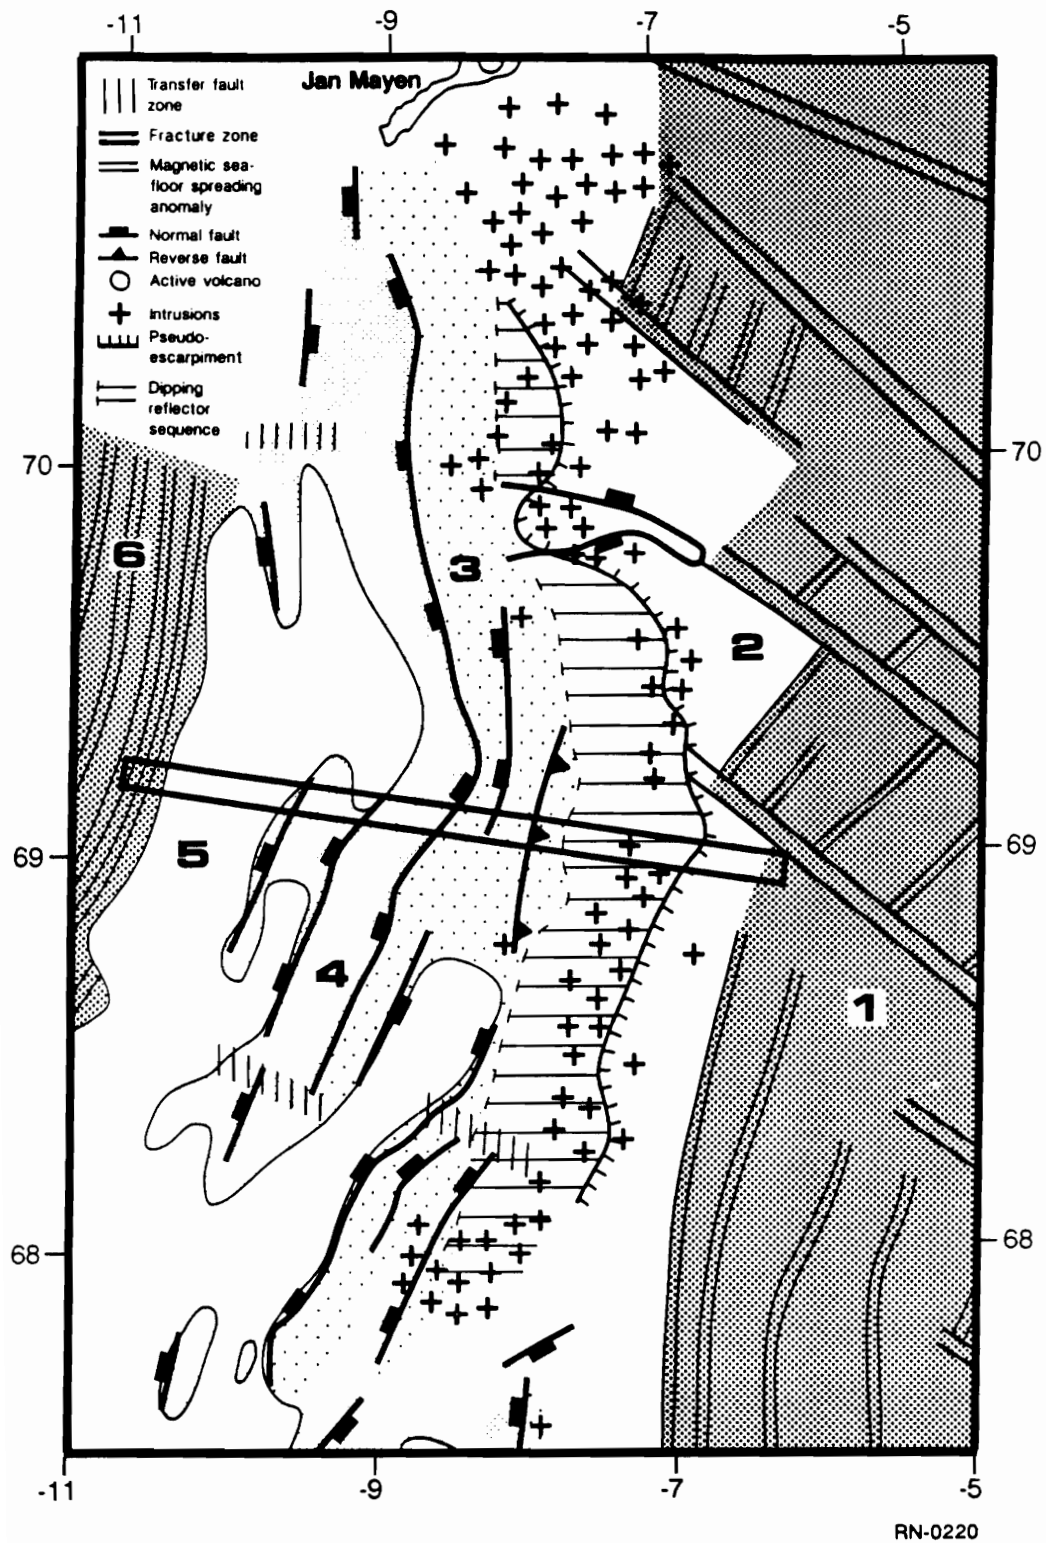 -11 -9 -7 -5
Jan Mayen
Transfer fault
zone
Fracture zone
Magnetic sea-
floor spreading
anomaly
Normal fault
Reverse fault
Active volcano
Intrusions
Pseudo-
escarpiment
Dipping
reflector
sequence
70 70
6
3
2
69 69
5
4
1
68 68
-11 -9 -7 -5
RN-0220